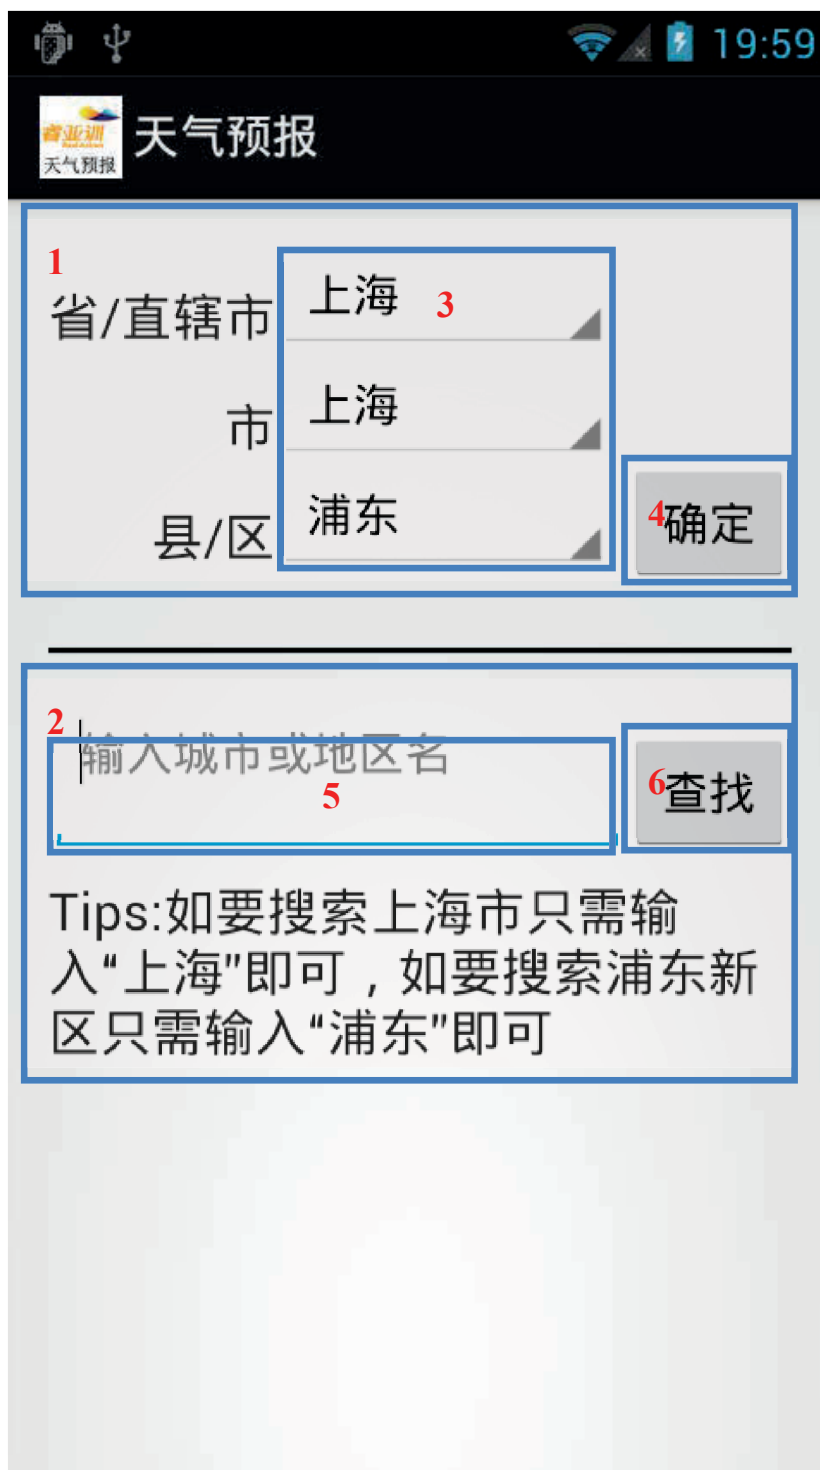 19:59
睿亚训
天气预报
天气预报
1
省/直辖市
上海
3
市
上海
县/区
浦东
4
确定
2
输入城市或地区名
5
6
查找
Tips:如要搜索上海市只需输
入“上海”即可，如要搜索浦东新
区只需输入“浦东”即可